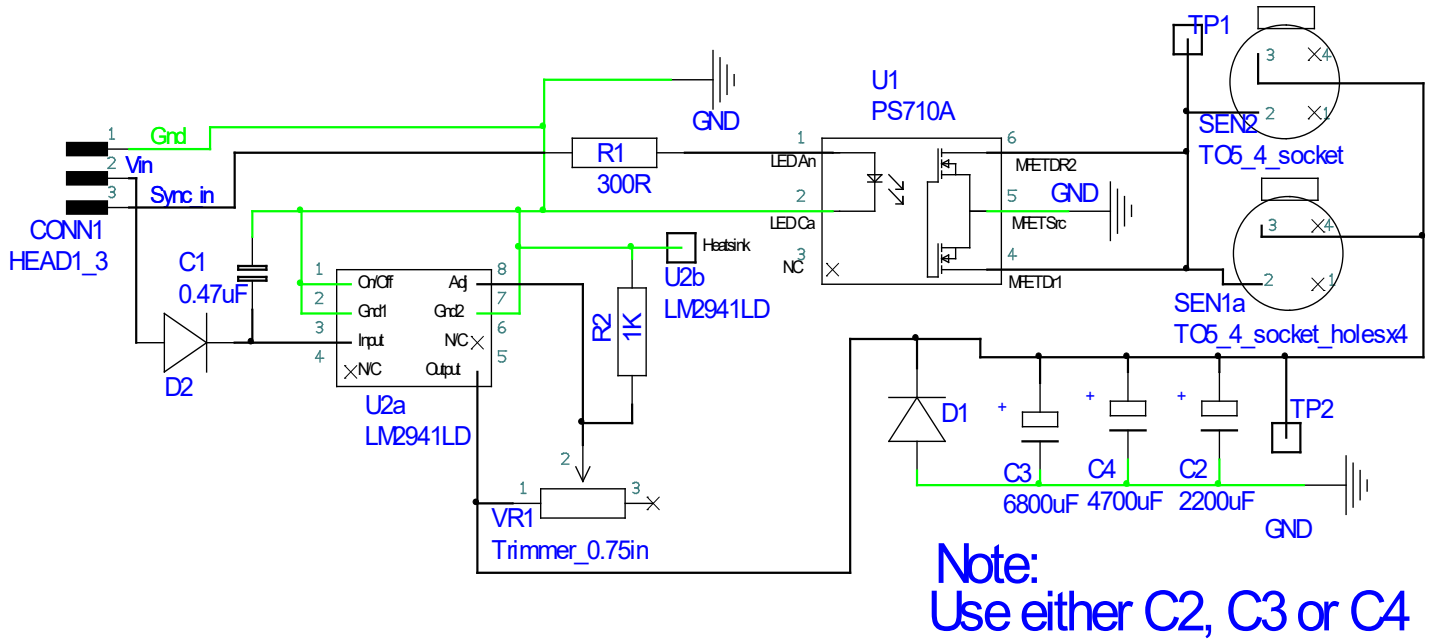 TP1
3
4
2
1
SEN2
TO5_4_socket
U1
PS710A
GND
1
Gnd
2
Vin
3
Sync in
CONN1
HEAD1_3
R1
300R
1
LED An
2
LED Ca
3
NC
6
MFETDR2
5
GND
MFETSrc
4
MFETDr1
3
4
2
1
SEN1a
TO5_4_socket_holesx4
C1
0.47uF
1
On/Off
2
Gnd1
3
Input
4
N/C
8
Adj
7
Gnd2
6
N/C
5
Output
U2a
LM2941LD
D2
Heatsink
U2b
LM2941LD
R2
1K
2
1
3
VR1
Trimmer_0.75in
D1
+
C3
6800uF
+
C4
4700uF
+
C2
2200uF
TP2
GND
Note:
Use either C2, C3 or C4